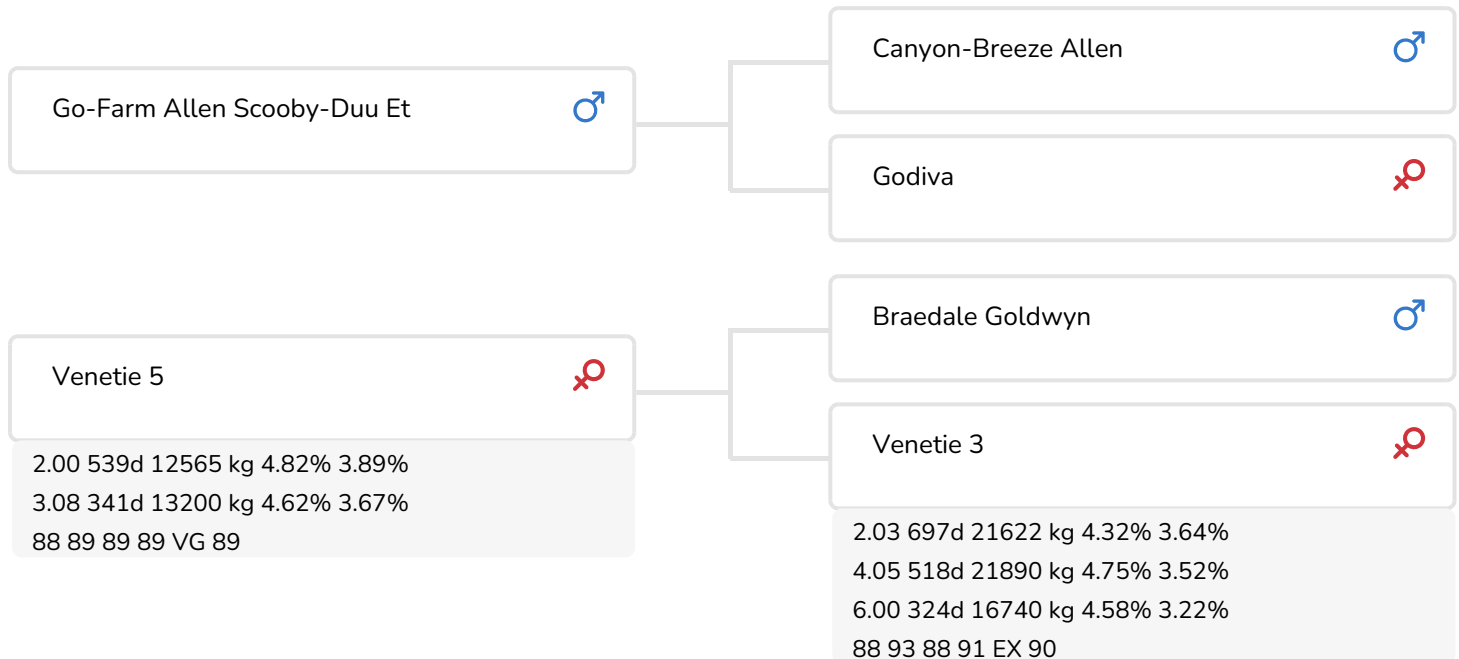 Go-Farm Allen Scooby-Duu Et
Canyon-Breeze Allen
Godiva
Venetie 5
2.00 539d 12565 kg 4.82% 3.89%
3.08 341d 13200 kg 4.62% 3.67%
88 89 89 89 VG 89
Braedale Goldwyn
Venetie 3
2.03 697d 21622 kg 4.32% 3.64%
4.05 518d 21890 kg 4.75% 3.52%
6.00 324d 16740 kg 4.58% 3.22%
88 93 88 91 EX 90